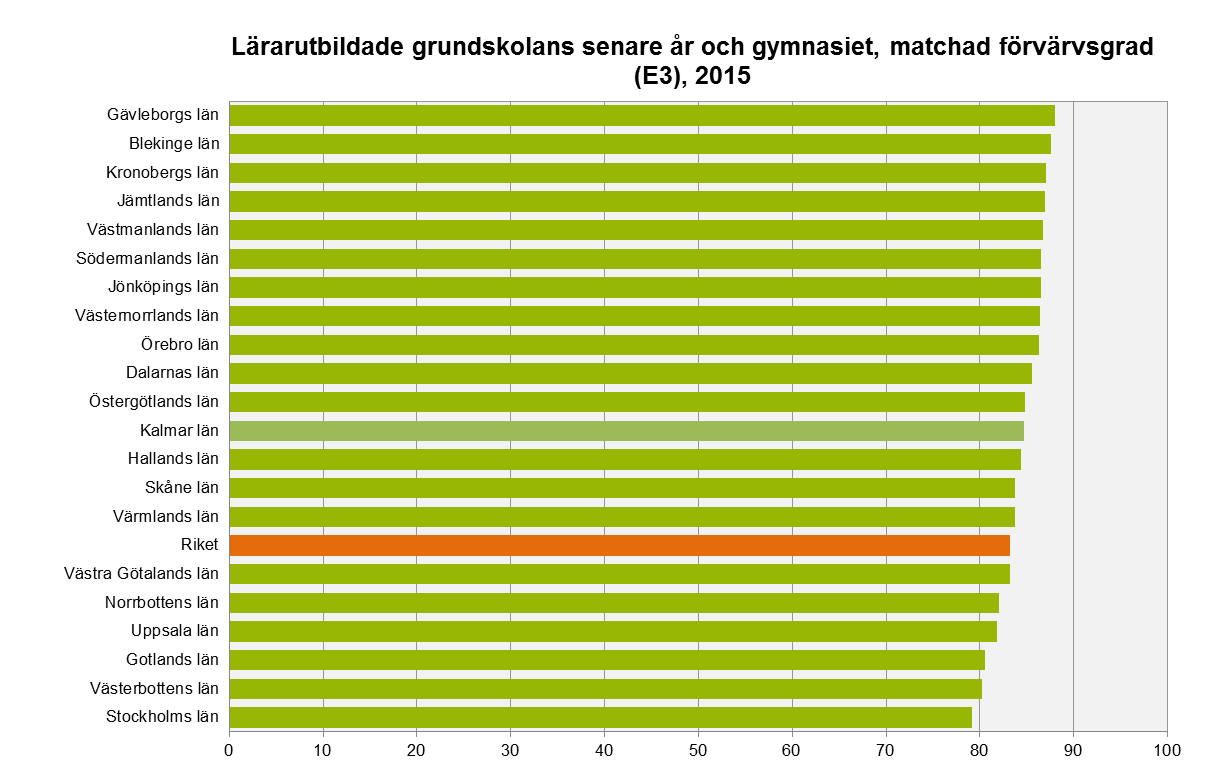 Lärarutbildade grundskolans senare år och gymnasiet, matchad förvärvsgrad
(E3), 2015
Gävleborgs län
Blekinge län
Kronobergs län
Jämtlands län
Västmanlands län
Södermanlands län
Jönköpings län
Västernorrlands län
Örebro län
Dalarnas län
Östergötlands län
Kalmar län
Hallands län
Skåne län
Värmlands län
Riket
Västra Götalands län
Norrbottens län
Uppsala län
Gotlands län
Västerbottens län
Stockholms län
0 10 20 30 40 50 60 70 80 90 100